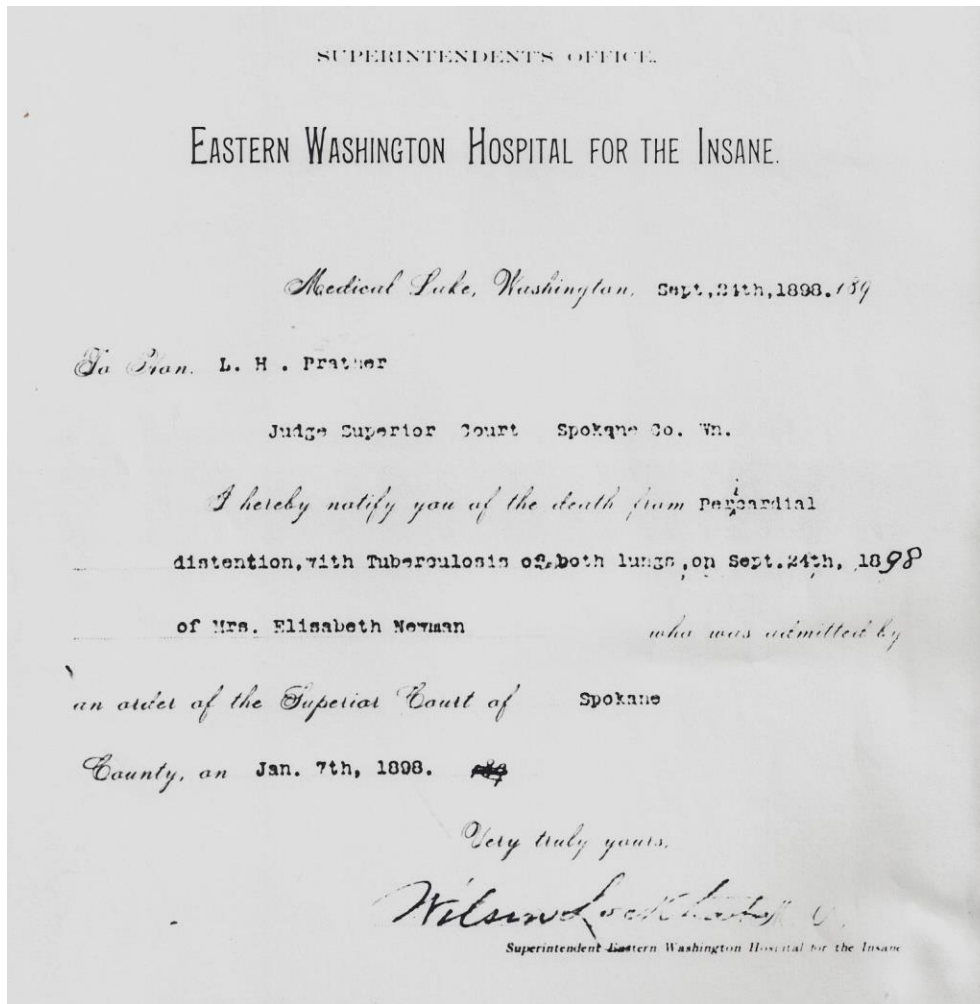 SUPERINTENDENT'S OFFICE.
EASTERN WASHINGTON HOSPITAL FOR THE INSANE.
Medical Lake, Washington, Sept,24th,1898. 189
To Hon. L. H . Prather
Judge Superior Court Spokane Co. Wn.
I hereby notify you of the death from Pericardial
distention,with Tuberculosis of both lungs,on Sept.24th, 1898
of Mrs. Elisabeth Newman who was admitted by
an order of the Superior Court of Spokane
County, on Jan. 7th, 1898.
Very truly yours,
Wilson
Superintendent Eastern Washington Hospital for the Insane